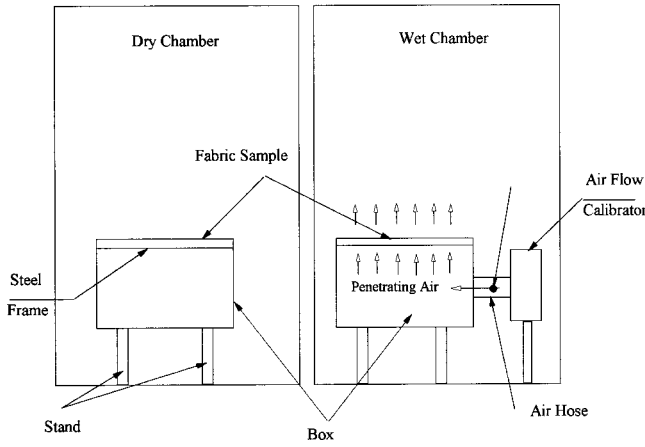 Dry Chamber
Wet Chamber
Fabric Sample
Air Flow
Calibrator
Steel
Frame
Penetrating Air
Stand
Box
Air Hose